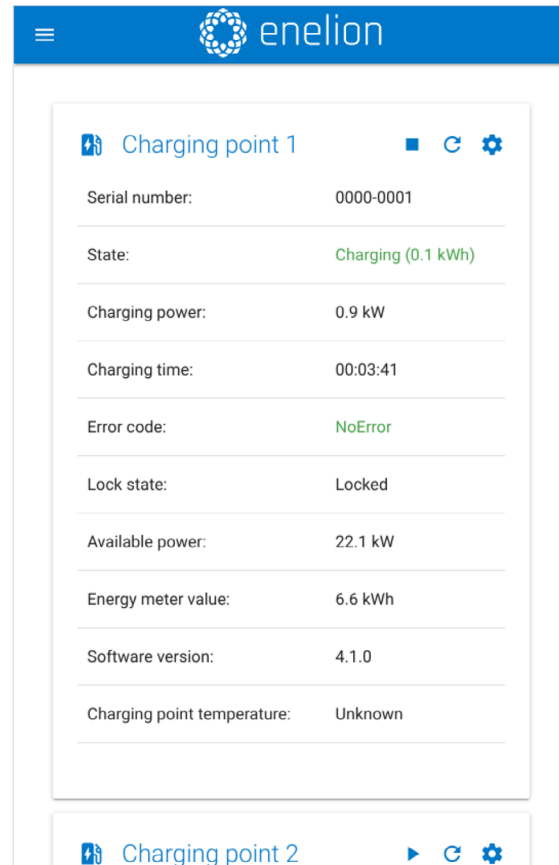 enelion
Charging point 1
Serial number: 0000-0001
State: Charging (0.1 kWh)
Charging power: 0.9 kW
Charging time: 00:03:41
Error code: NoError
Lock state: Locked
Available power: 22.1 kW
Energy meter value: 6.6 kWh
Software version: 4.1.0
Charging point temperature: Unknown
Charging point 2